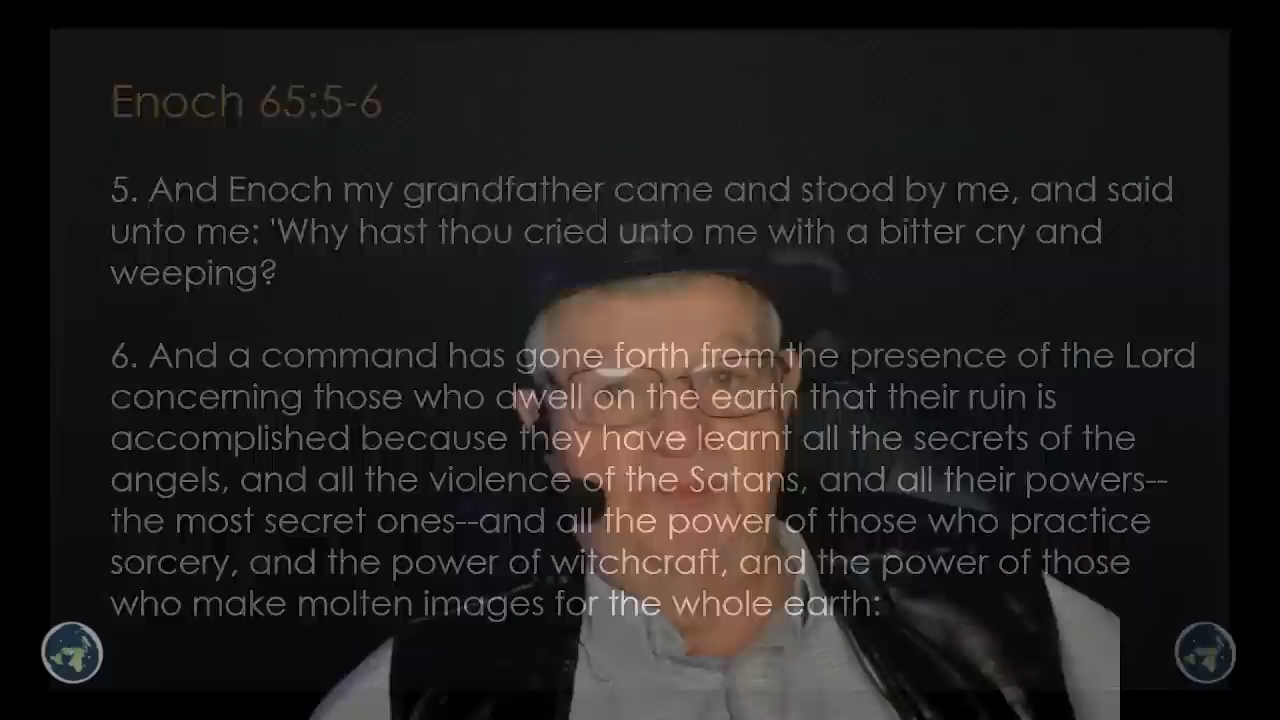 Enoch 65:5-6
5. And Enoch my grandfather came and stood by me, and said
unto me: 'Why hast thou cried unto me with a bitter cry and
weeping?
6. And a command has gone forth from the presence of the Lord
concerning those who dwell on the earth that their ruin is
accomplished because they have learnt all the secrets of the
angels, and all the violence of the Satans, and all their powers--
the most secret ones--and all the power of those who practice
sorcery, and the power of witchcraft, and the power of those
who make molten images for the whole earth: